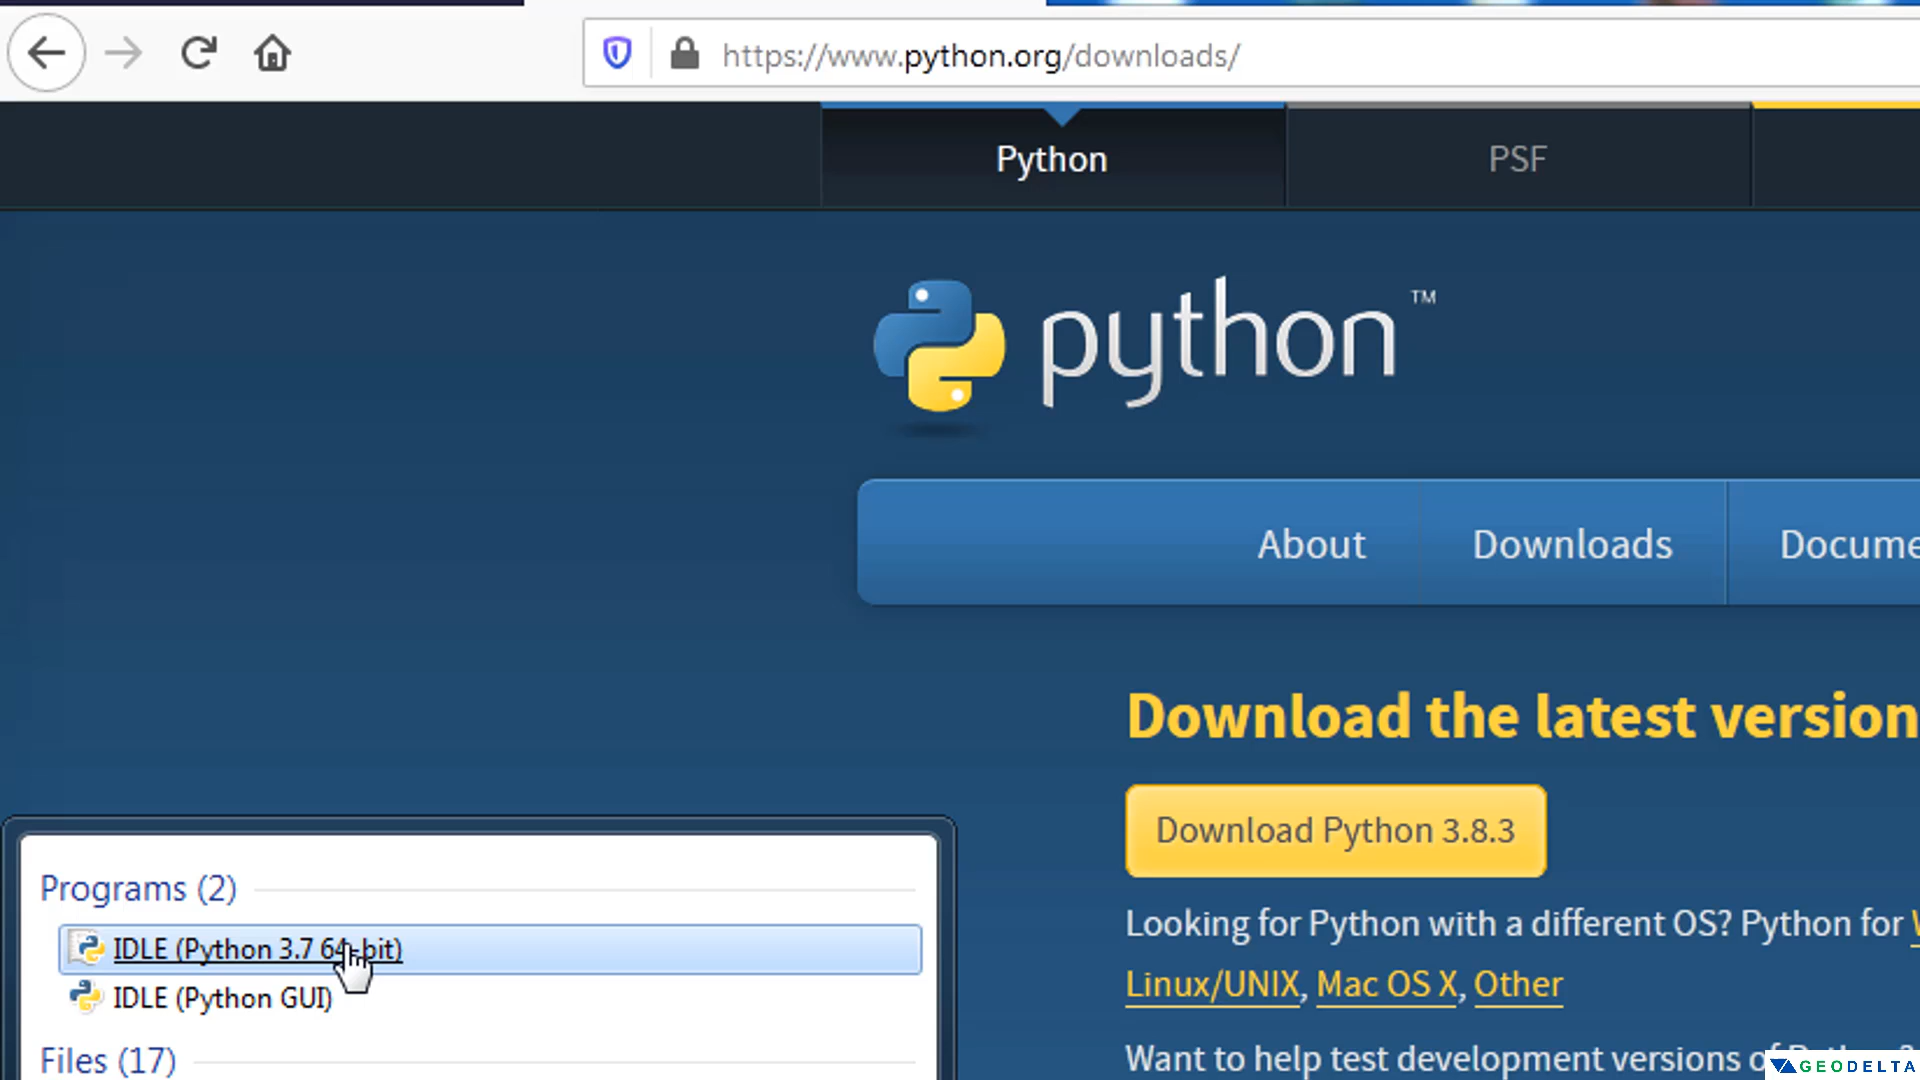 https://www.python.org/downloads/
Python
PSF
python™
About
Downloads
Docume
Download the latest version
Download Python 3.8.3
Looking for Python with a different OS? Python for
Linux/UNIX, Mac OS X, Other
Want to help test development versions
Programs (2)
IDLE (Python 3.7 64-bit)
IDLE (Python GUI)
Files (17)
GEODELTA